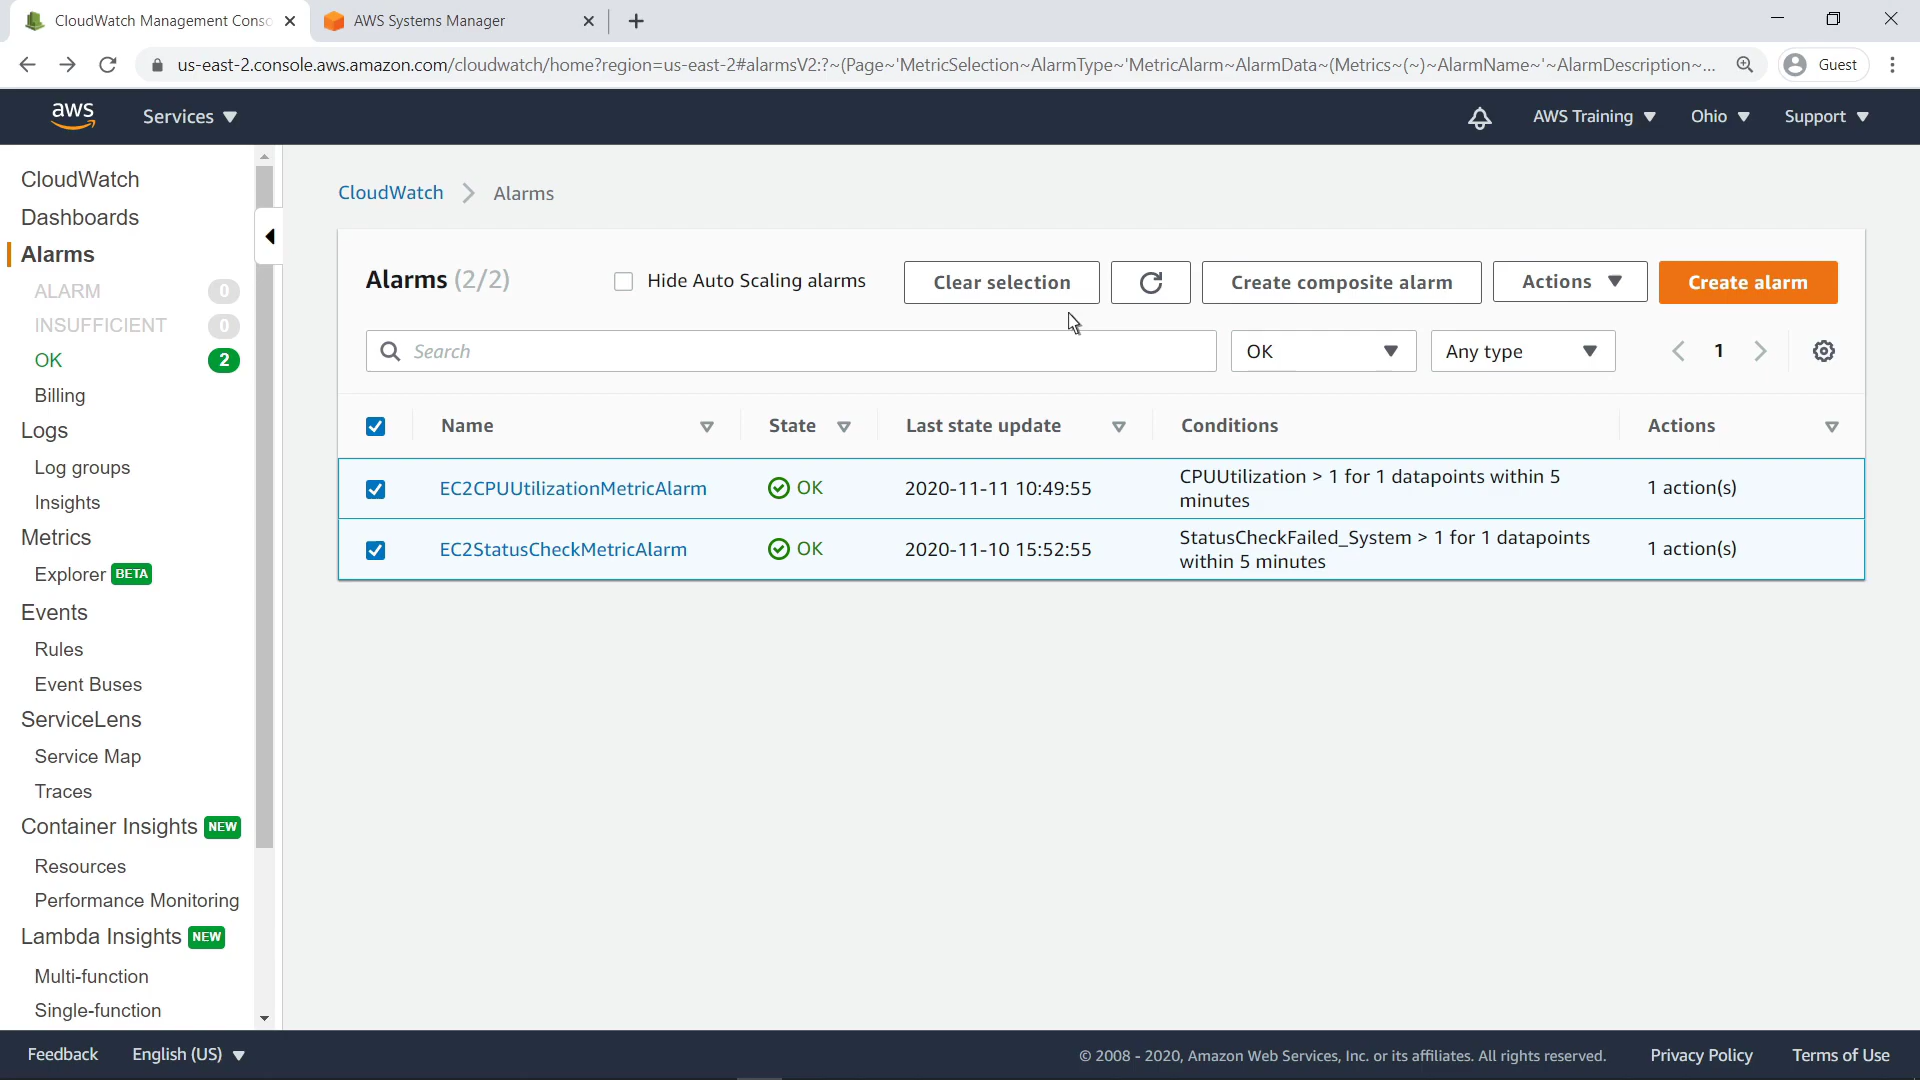 CloudWatch Management Conso
AWS Systems Manager
us-east-2.console.aws.amazon.com/cloudwatch/home?region=us-east-2#alarmsV2:?~(Page~'MetricSelection~AlarmType~'MetricAlarm~AlarmData~(Metrics~(~)~AlarmName~'~AlarmDescription~...
Guest
aws
Services
AWS Training
Ohio
Support
CloudWatch
Dashboards
Alarms
ALARM 0
INSUFFICIENT 0
OK 2
Billing
Logs
Log groups
Insights
Metrics
Explorer BETA
Events
Rules
Event Buses
ServiceLens
Service Map
Traces
Container Insights NEW
Resources
Performance Monitoring
Lambda Insights NEW
Multi-function
Single-function
CloudWatch > Alarms
Alarms (2/2)
Hide Auto Scaling alarms
Clear selection
Create composite alarm
Actions
Create alarm
Search
OK
Any type
1
Name State Last state update Conditions Actions
EC2CPUUtilizationMetricAlarm OK 2020-11-11 10:49:55 CPUUtilization > 1 for 1 datapoints within 5
minutes 1 action(s)
EC2StatusCheckMetricAlarm OK 2020-11-10 15:52:55 StatusCheckFailed_System > 1 for 1 datapoints
within 5 minutes 1 action(s)
Feedback
English (US)
© 2008 - 2020, Amazon Web Services, Inc. or its affiliates. All rights reserved.
Privacy Policy
Terms of Use